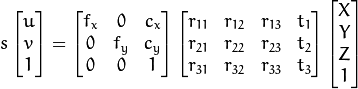 s [u v 1] = [f_x 0 c_x; 0 f_y c_y; 0 0 1] [r_11 r_12 r_13 t_1; r_21 r_22 r_23 t_2; r_31 r_32 r_33 t_3] [X Y Z 1]